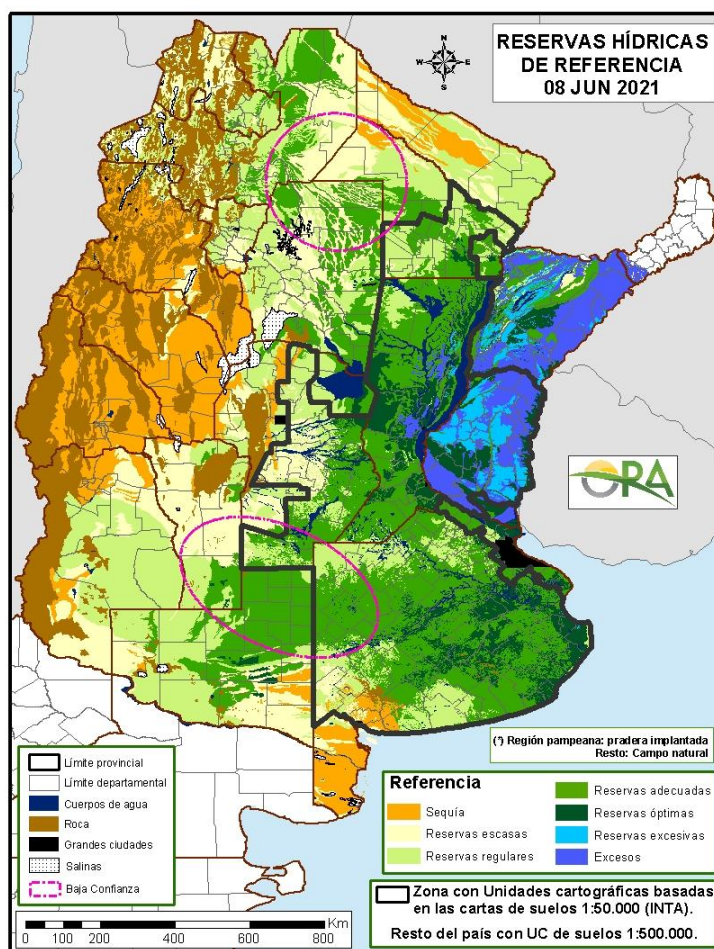 RESERVAS HÍDRICAS
DE REFERENCIA
08 JUN 2021
N
W
E
S
OPA
(*) Región pampeana: pradera implantada
Resto: Campo natural
Límite provincial
Límite departamental
Cuerpos de agua
Roca
Grandes ciudades
Salinas
Baja Confianza
Referencia
Sequía
Reservas escasas
Reservas regulares
Reservas adecuadas
Reservas óptimas
Reservas excesivas
Excesos
Zona con Unidades cartográficas basadas
en las cartas de suelos 1:50.000 (INTA).
Resto del país con UC de suelos 1:500.000.
Km
0 50 100 200 300 400 600 800